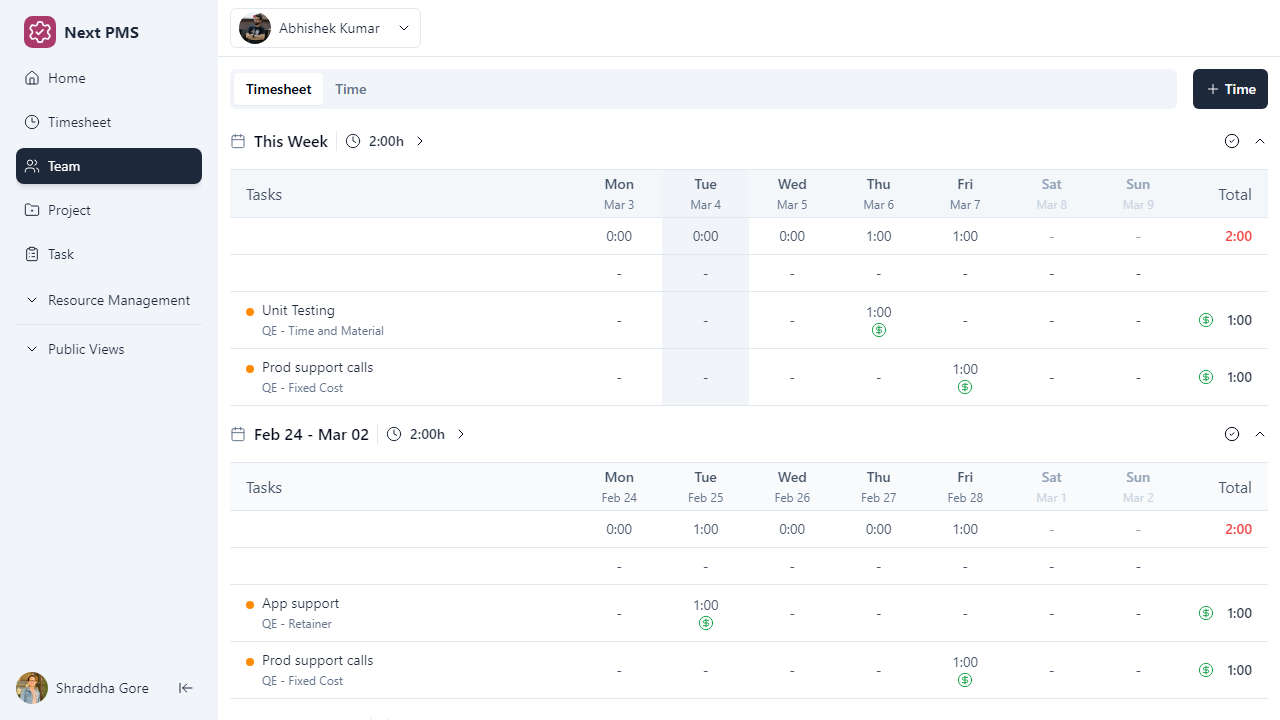 Next PMS
Home
Timesheet
Team
Project
Task
Resource Management
Public Views
Shraddha Gore
Abhishek Kumar
Timesheet Time
+ Time
This Week 2:00h
Tasks Mon Tue Wed Thu Fri Sat Sun Total
Mar 3 Mar 4 Mar 5 Mar 6 Mar 7 Mar 8 Mar 9
0:00 0:00 0:00 1:00 1:00 - - 2:00
- - - - - - -
Unit Testing
QE - Time and Material
- - - 1:00 - - - 1:00
Prod support calls
QE - Fixed Cost
- - - - 1:00 - - 1:00
Feb 24 - Mar 02 2:00h
Tasks Mon Tue Wed Thu Fri Sat Sun Total
Feb 24 Feb 25 Feb 26 Feb 27 Feb 28 Mar 1 Mar 2
0:00 1:00 0:00 0:00 1:00 - - 2:00
- - - - - - -
App support
QE - Retainer
- 1:00 - - - - - 1:00
Prod support calls
QE - Fixed Cost
- - - - 1:00 - - 1:00